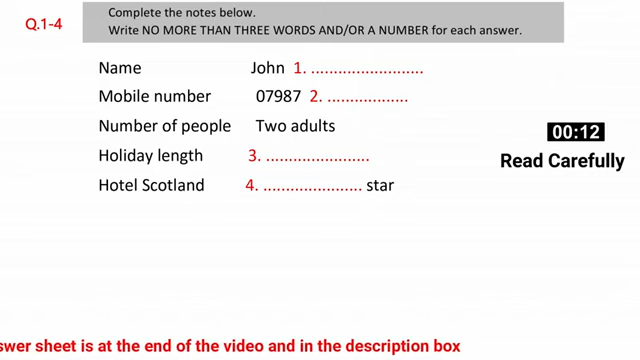 Q.1-4
Complete the notes below.
Write NO MORE THAN THREE WORDS AND/OR A NUMBER for each answer.
Name John 1. .........................
Mobile number 07987 2. ..................
Number of people Two adults
Holiday length 3. .......................
Hotel Scotland 4. ...................... star
00:12
Read Carefully
swer sheet is at the end of the video and in the description box